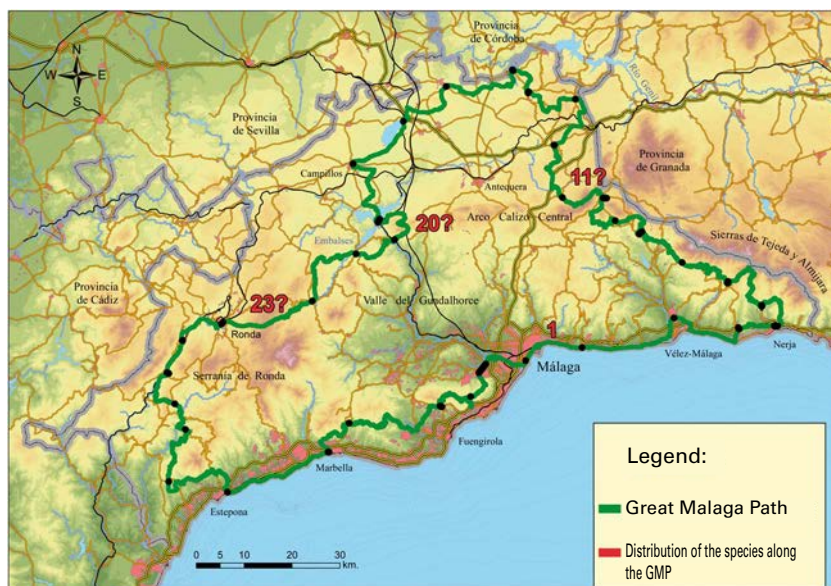 Provincia
de Córdoba
Río Genil
N
W E
S
Provincia
de Sevilla
Provincia
de Granada
Campillos
Antequera
11?
20?
Arco Calizo Central
Embalses
Sierras de Tejeda y Almijara
Provincia
de Cádiz
23?
Valle del Guadalhorce
Ronda
1
Málaga
Vélez-Málaga
Nerja
Serranía de Ronda
Fuengirola
Marbella
Estepona
0 5 10 20 30
km.
Legend:
Great Malaga Path
Distribution of the species along
the GMP